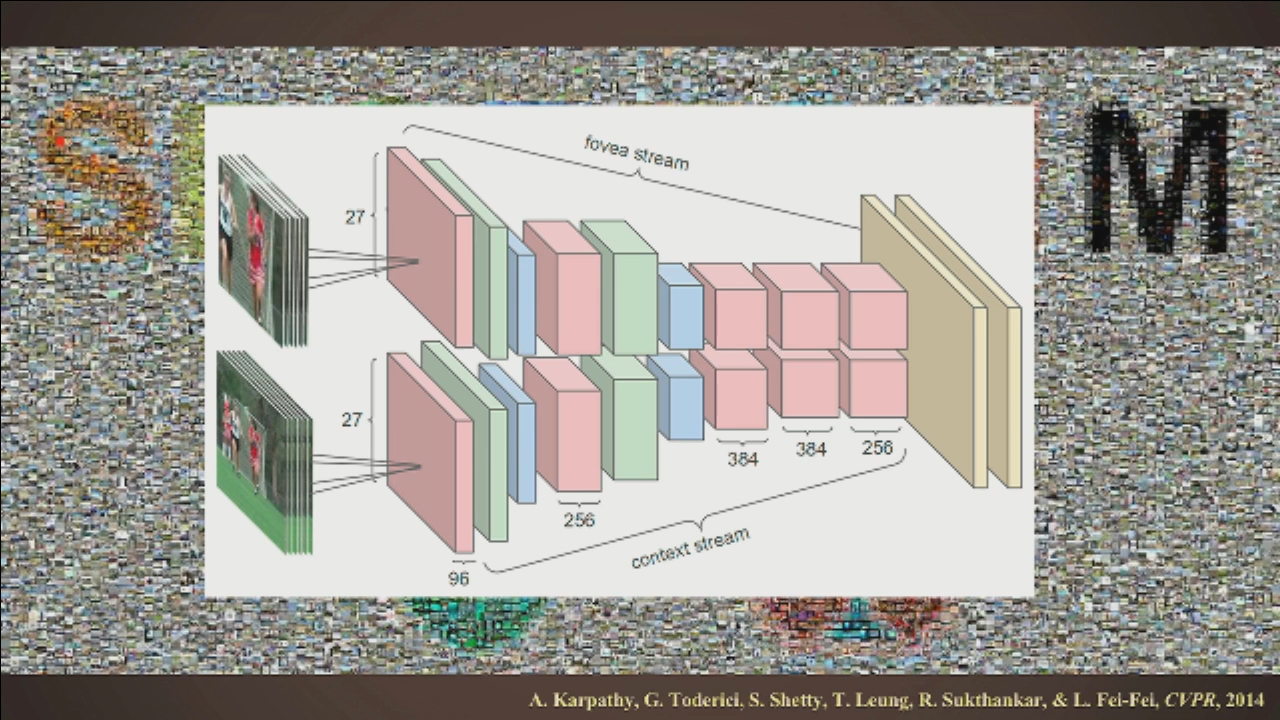 S
M
fovea stream
27
27
384
384
256
256
context stream
96
A. Karpathy, G. Toderici, S. Shetty, T. Leung, R. Sukthankar, & L. Fei-Fei, CVPR, 2014